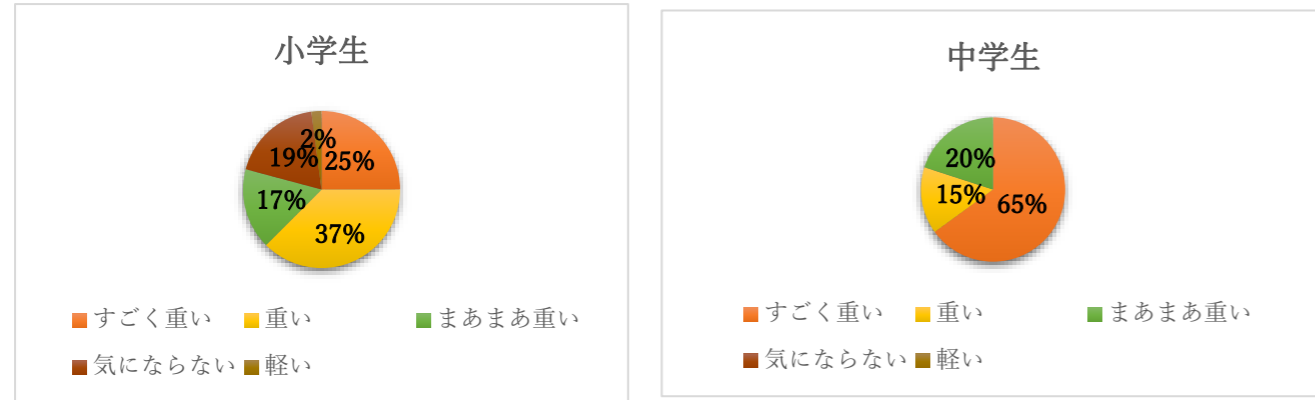 小学生
2%
19% 25%
17%
37%
すごく重い 重い まあまあ重い
気にならない 軽い
中学生
20%
15% 65%
すごく重い 重い まあまあ重い
気にならない 軽い